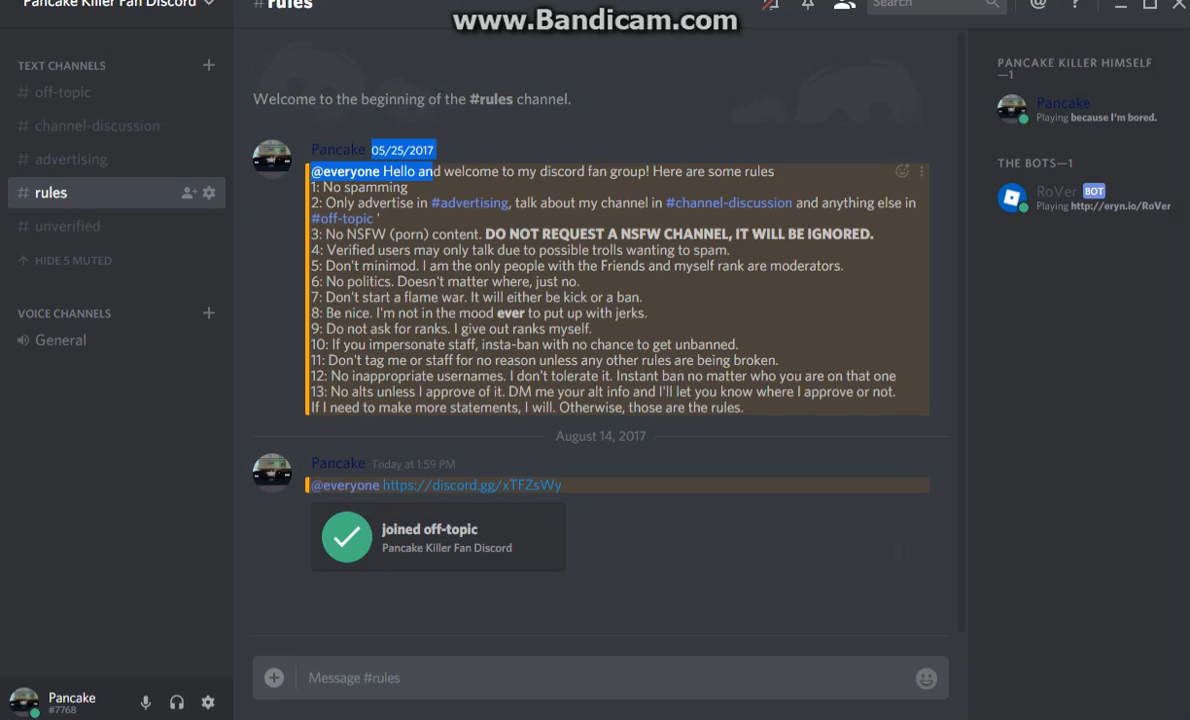 www.Bandicam.com
Pancake Killer Fan Discord
# rules
Search
TEXT CHANNELS
# off-topic
# channel-discussion
# advertising
# rules
# unverified
HIDE 5 MUTED
VOICE CHANNELS
General
Welcome to the beginning of the #rules channel.
Pancake 05/25/2017
@everyone Hello and welcome to my discord fan group! Here are some rules
1: No spamming
2: Only advertise in #advertising, talk about my channel in #channel-discussion and anything else in
#off-topic '
3: No NSFW (porn) content. DO NOT REQUEST A NSFW CHANNEL, IT WILL BE IGNORED.
4: Verified users may only talk due to possible trolls wanting to spam.
5: Don't minimod. I am the only people with the Friends and myself rank are moderators.
6: No politics. Doesn't matter where, just no.
7: Don't start a flame war. It will either be kick or a ban.
8: Be nice. I'm not in the mood ever to put up with jerks.
9: Do not ask for ranks. I give out ranks myself.
10: If you impersonate staff, insta-ban with no chance to get unbanned.
11: Don't tag me or staff for no reason unless any other rules are being broken.
12: No inappropriate usernames. I don't tolerate it. Instant ban no matter who you are on that one
13: No alts unless I approve of it. DM me your alt info and I'll let you know where I approve or not.
If I need to make more statements, I will. Otherwise, those are the rules.
August 14, 2017
Pancake Today at 1:59 PM
@everyone https://discord.gg/xTFZsWy
joined off-topic
Pancake Killer Fan Discord
Message #rules
PANCAKE KILLER HIMSELF
—1
Pancake
Playing because I'm bored.
THE BOTS—1
RoVer BOT
Playing http://eryn.io/RoVer
Pancake
#7768